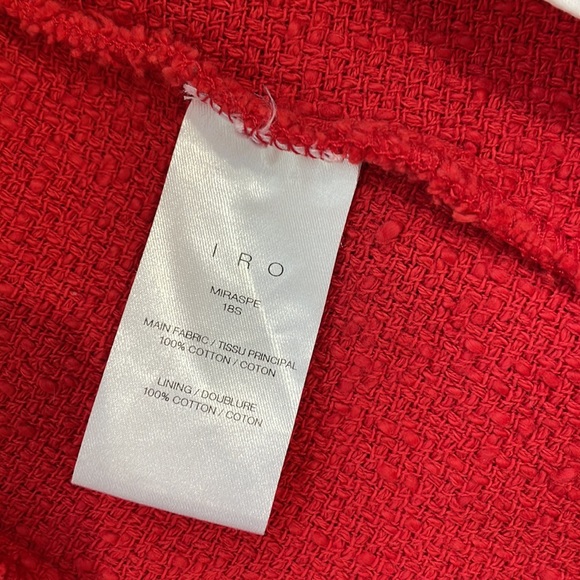 IRO
MIRASPE
18S
MAIN FABRIC / TISSU PRINCIPAL
100% COTTON / COTON
LINING / DOUBLURE
100% COTTON / COTON